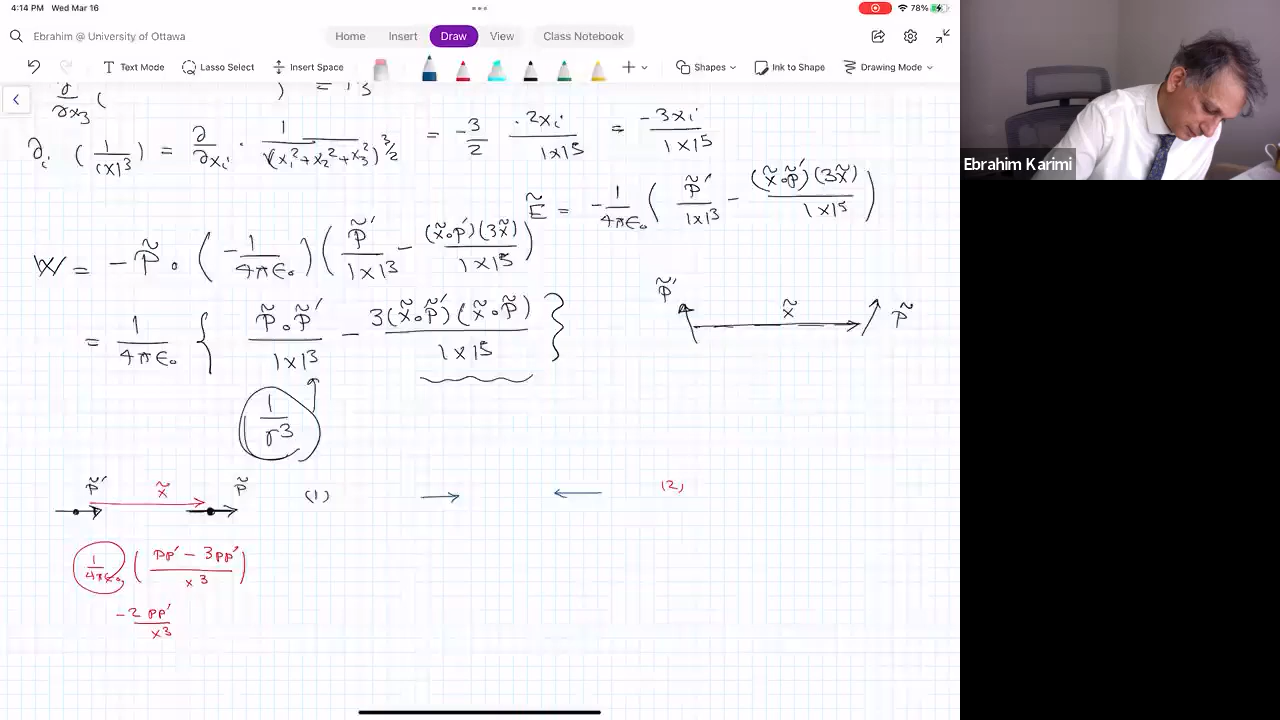 4:14 PM Wed Mar 16
78%
Ebrahim @ University of Ottawa
Home Insert Draw View Class Notebook
Text Mode Lasso Select Insert Space Shapes Ink to Shape Drawing Mode
∂/∂x₃ ( ) =
∂ᵢ (1/|x|³) = ∂/∂xᵢ · 1/(x₁²+x₂²+x₃²)^3/2 = -3/2 · 2xᵢ/|x|⁵ = -3xᵢ/|x|⁵
Ẽ = -1/4πε₀ ( p̃'/|x|³ - (x̃∘p̃')(3x̃)/|x|⁵ )
W = -p̃ ∘ (-1/4πε₀) ( p̃'/|x|³ - (x̃∘p')(3x̃)/|x|⁵ )
= 1/4πε₀ { p̃∘p̃'/|x|³ - 3(x̃∘p̃')(x̃∘p̃)/|x|⁵ }
p̃' x̃ p̃
1/r³
p̃' x̃ p̃ (1) (2)
1/4πε₀ ( pp' - 3pp'/x³ )
-2pp'/x³
Ebrahim Karimi